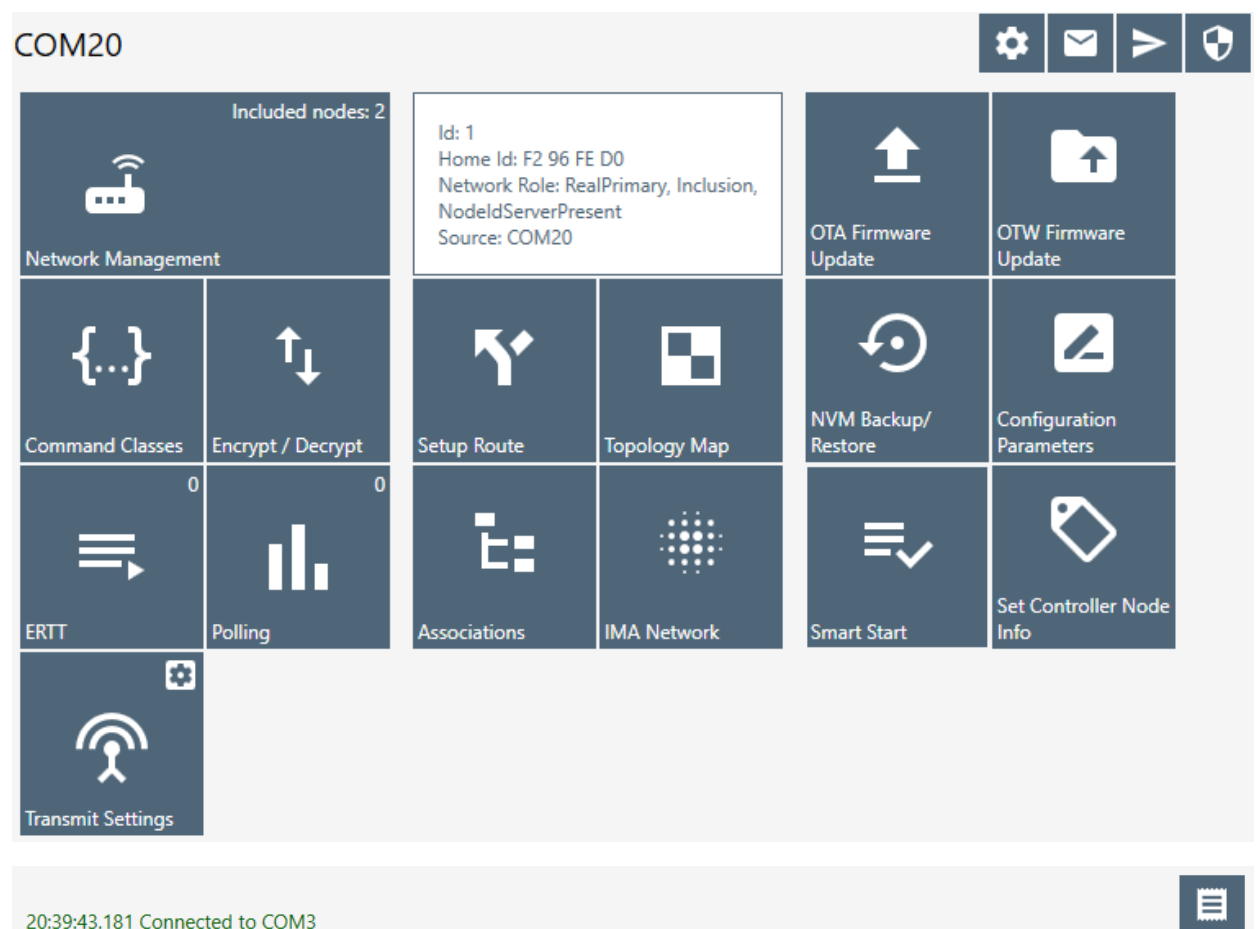 COM20
Included nodes: 2
Network Management
Id: 1
Home Id: F2 96 FE D0
Network Role: RealPrimary, Inclusion,
NodeIdServerPresent
Source: COM20
OTA Firmware
Update
OTW Firmware
Update
{...}
Command Classes
Encrypt / Decrypt
Setup Route
Topology Map
NVM Backup/
Restore
Configuration
Parameters
0
ERTT
0
Polling
Associations
IMA Network
Smart Start
Set Controller Node
Info
Transmit Settings
20:39:43.181 Connected to COM3